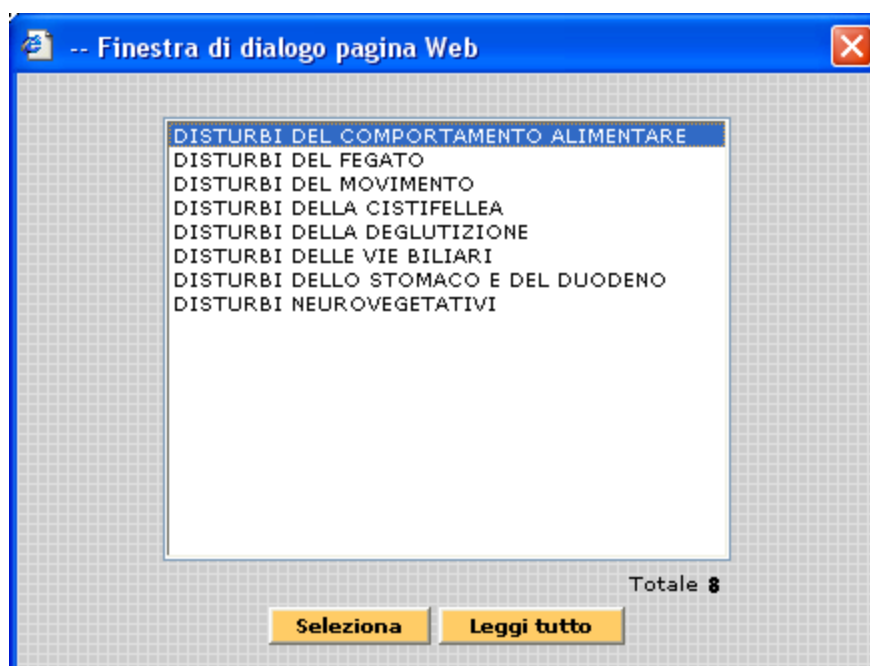 -- Finestra di dialogo pagina Web
DISTURBI DEL COMPORTAMENTO ALIMENTARE
DISTURBI DEL FEGATO
DISTURBI DEL MOVIMENTO
DISTURBI DELLA CISTIFELLEA
DISTURBI DELLA DEGLUTIZIONE
DISTURBI DELLE VIE BILIARI
DISTURBI DELLO STOMACO E DEL DUODENO
DISTURBI NEUROVEGETATIVI
Totale 8
Seleziona Leggi tutto